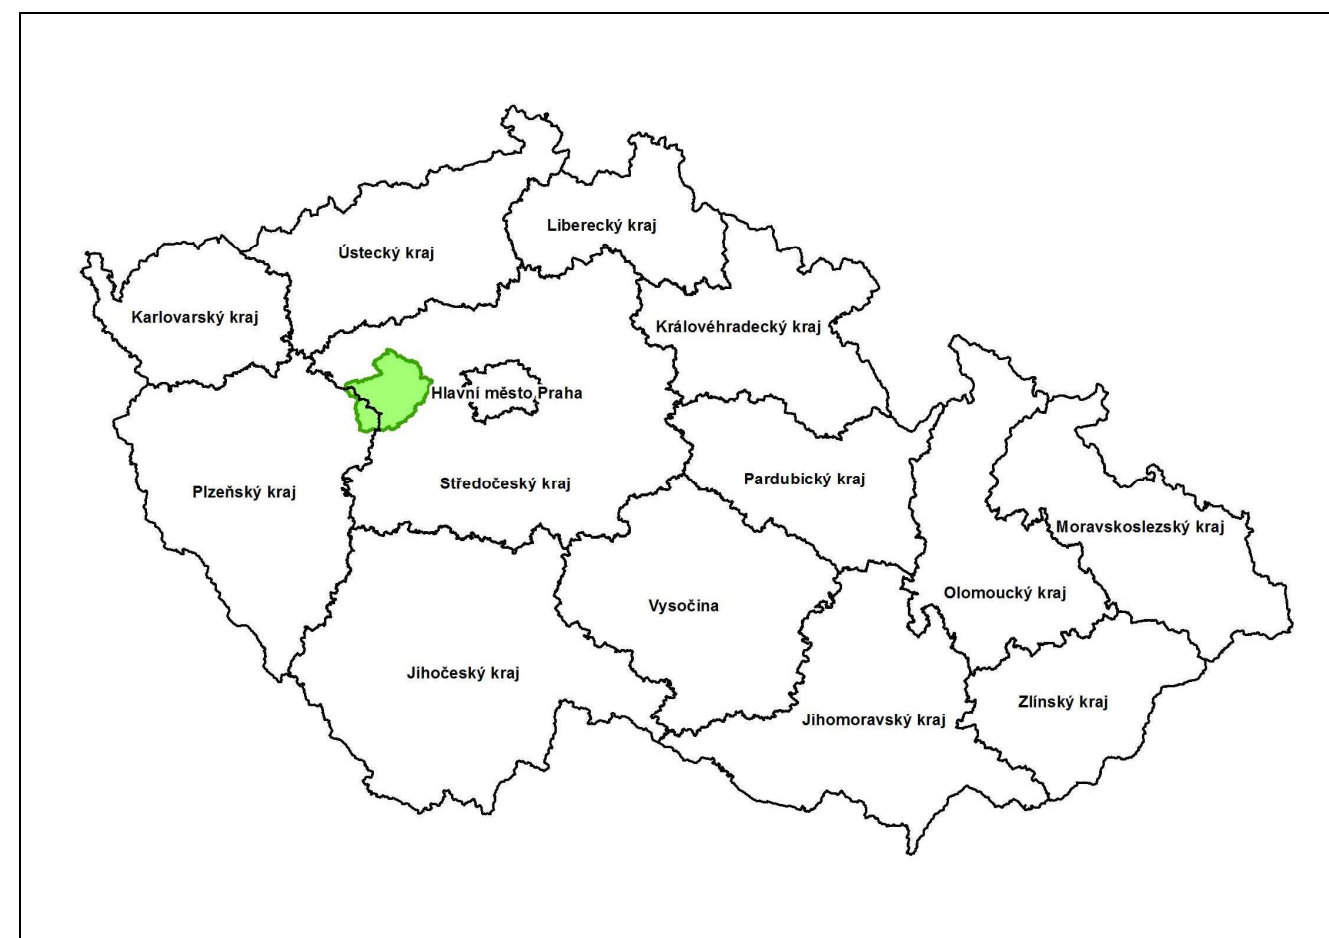 Liberecký kraj
Ústecký kraj
Karlovarský kraj
Královéhradecký kraj
Hlavní město Praha
Středočeský kraj
Pardubický kraj
Plzeňský kraj
Moravskoslezský kraj
Olomoucký kraj
Vysočina
Jihočeský kraj
Zlínský kraj
Jihomoravský kraj